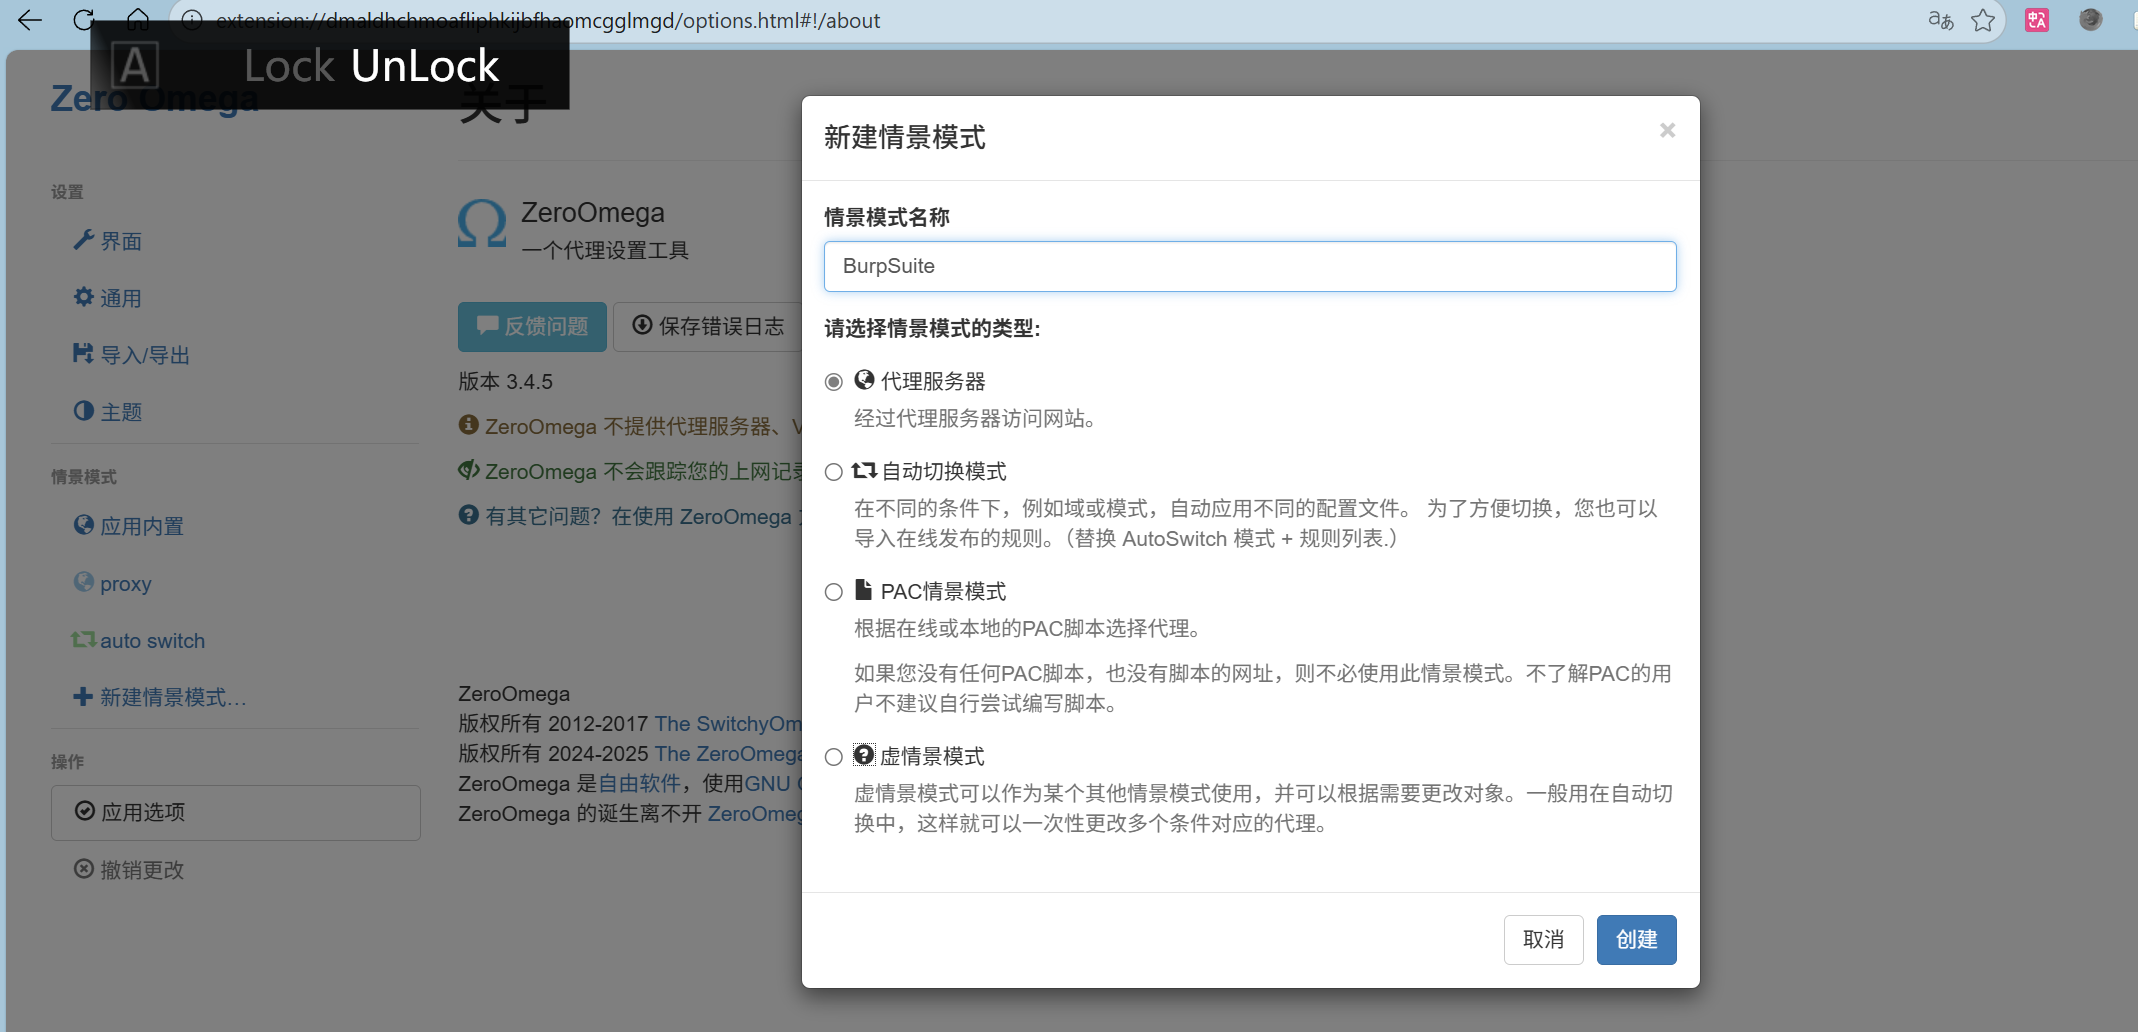 extension://dmaldhchmoafliphkijbfhaomcgglmgd/options.html#!/about
A Lock UnLock
Zero Omega
关于
设置
界面
通用
导入/导出
主题
情景模式
应用内置
proxy
auto switch
新建情景模式...
操作
应用选项
撤销更改
ZeroOmega
一个代理设置工具
反馈问题
保存错误日志
版本 3.4.5
ZeroOmega 不提供代理服务器、V
ZeroOmega 不会跟踪您的上网记录
有其它问题？在使用 ZeroOmega
ZeroOmega
版权所有 2012-2017 The SwitchyOm
版权所有 2024-2025 The ZeroOmega
ZeroOmega 是自由软件，使用GNU
ZeroOmega 的诞生离不开 ZeroOmeg
新建情景模式
×
情景模式名称
BurpSuite
请选择情景模式的类型:
代理服务器
经过代理服务器访问网站。
自动切换模式
在不同的条件下，例如域或模式，自动应用不同的配置文件。 为了方便切换，您也可以
导入在线发布的规则。（替换 AutoSwitch 模式 + 规则列表.）
PAC情景模式
根据在线或本地的PAC脚本选择代理。
如果您没有任何PAC脚本，也没有脚本的网址，则不必使用此情景模式。不了解PAC的用
户不建议自行尝试编写脚本。
虚情景模式
虚情景模式可以作为某个其他情景模式使用，并可以根据需要更改对象。一般用在自动切
换中，这样就可以一次性更改多个条件对应的代理。
取消
创建